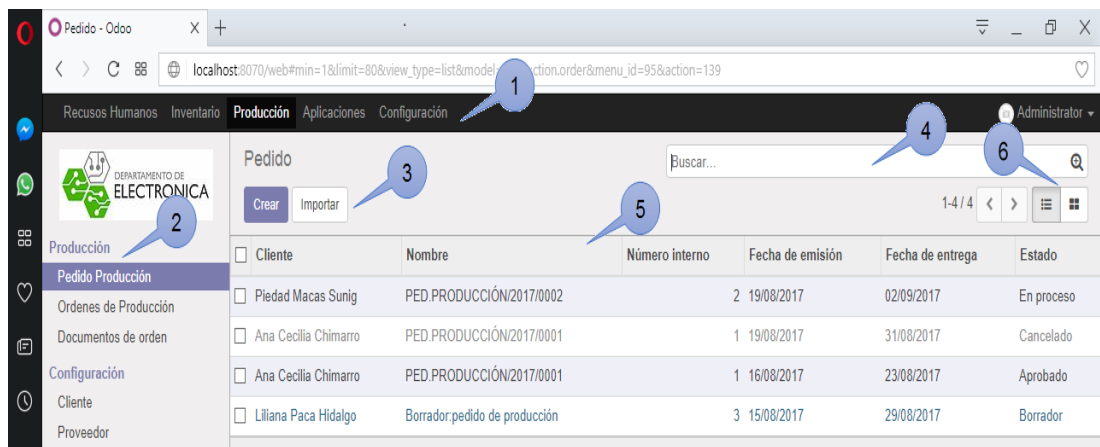 Pedido - Odoo
localhost:8070/web#min=1&limit=80&view_type=list&model= ction.order&menu_id=95&action=139
1
Recusos Humanos Inventario Producción Aplicaciones Configuración Administrator
DEPARTAMENTO DE
ELECTRONICA
Pedido
Buscar...
4
6
3
Crear Importar
1-4 / 4
2
5
Producción
Pedido Producción
Ordenes de Producción
Documentos de orden
Configuración
Cliente
Proveedor
Cliente Nombre Número interno Fecha de emisión Fecha de entrega Estado
Piedad Macas Sunig PED.PRODUCCIÓN/2017/0002 2 19/08/2017 02/09/2017 En proceso
Ana Cecilia Chimarro PED.PRODUCCIÓN/2017/0001 1 19/08/2017 31/08/2017 Cancelado
Ana Cecilia Chimarro PED.PRODUCCIÓN/2017/0001 1 16/08/2017 23/08/2017 Aprobado
Liliana Paca Hidalgo Borrador:pedido de producción 3 15/08/2017 29/08/2017 Borrador